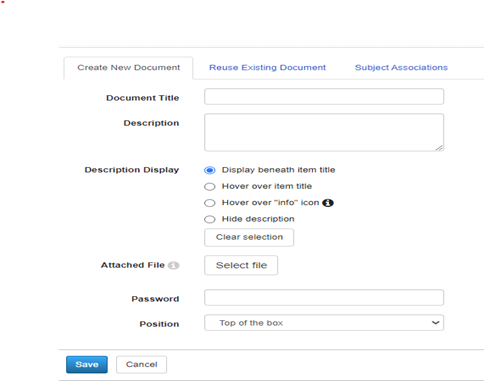 Create New Document Reuse Existing Document Subject Associations
Document Title
Description
Description Display Display beneath item title
Hover over item title
Hover over "info" icon i
Hide description
Clear selection
Attached File i Select file
Password
Position Top of the box
Save Cancel